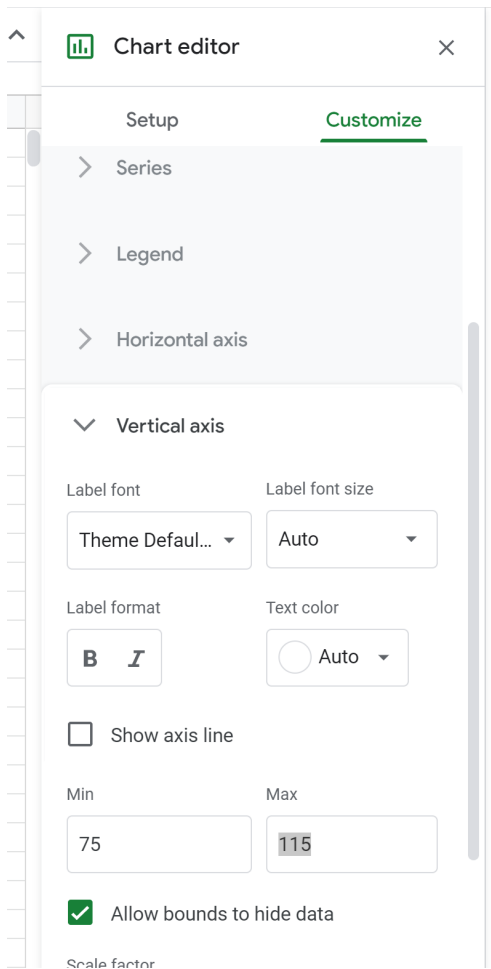 Chart editor
Setup Customize
Series
Legend
Horizontal axis
Vertical axis
Label font Label font size
Theme Defaul... Auto
Label format Text color
B I Auto
Show axis line
Min Max
75 115
Allow bounds to hide data
Scale factor